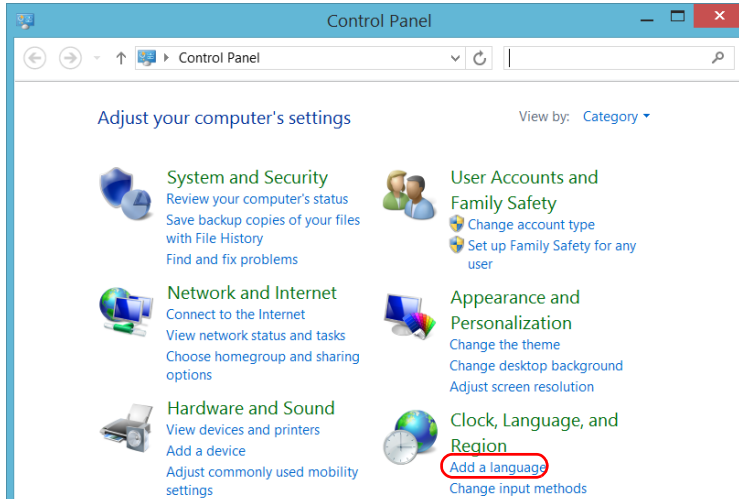 Control Panel
Control Panel
Adjust your computer's settings
View by: Category
System and Security
Review your computer's status
Save backup copies of your files
with File History
Find and fix problems
Network and Internet
Connect to the Internet
View network status and tasks
Choose homegroup and sharing
options
Hardware and Sound
View devices and printers
Add a device
Adjust commonly used mobility
settings
User Accounts and
Family Safety
Change account type
Set up Family Safety for any
user
Appearance and
Personalization
Change the theme
Change desktop background
Adjust screen resolution
Clock, Language, and
Region
Add a language
Change input methods